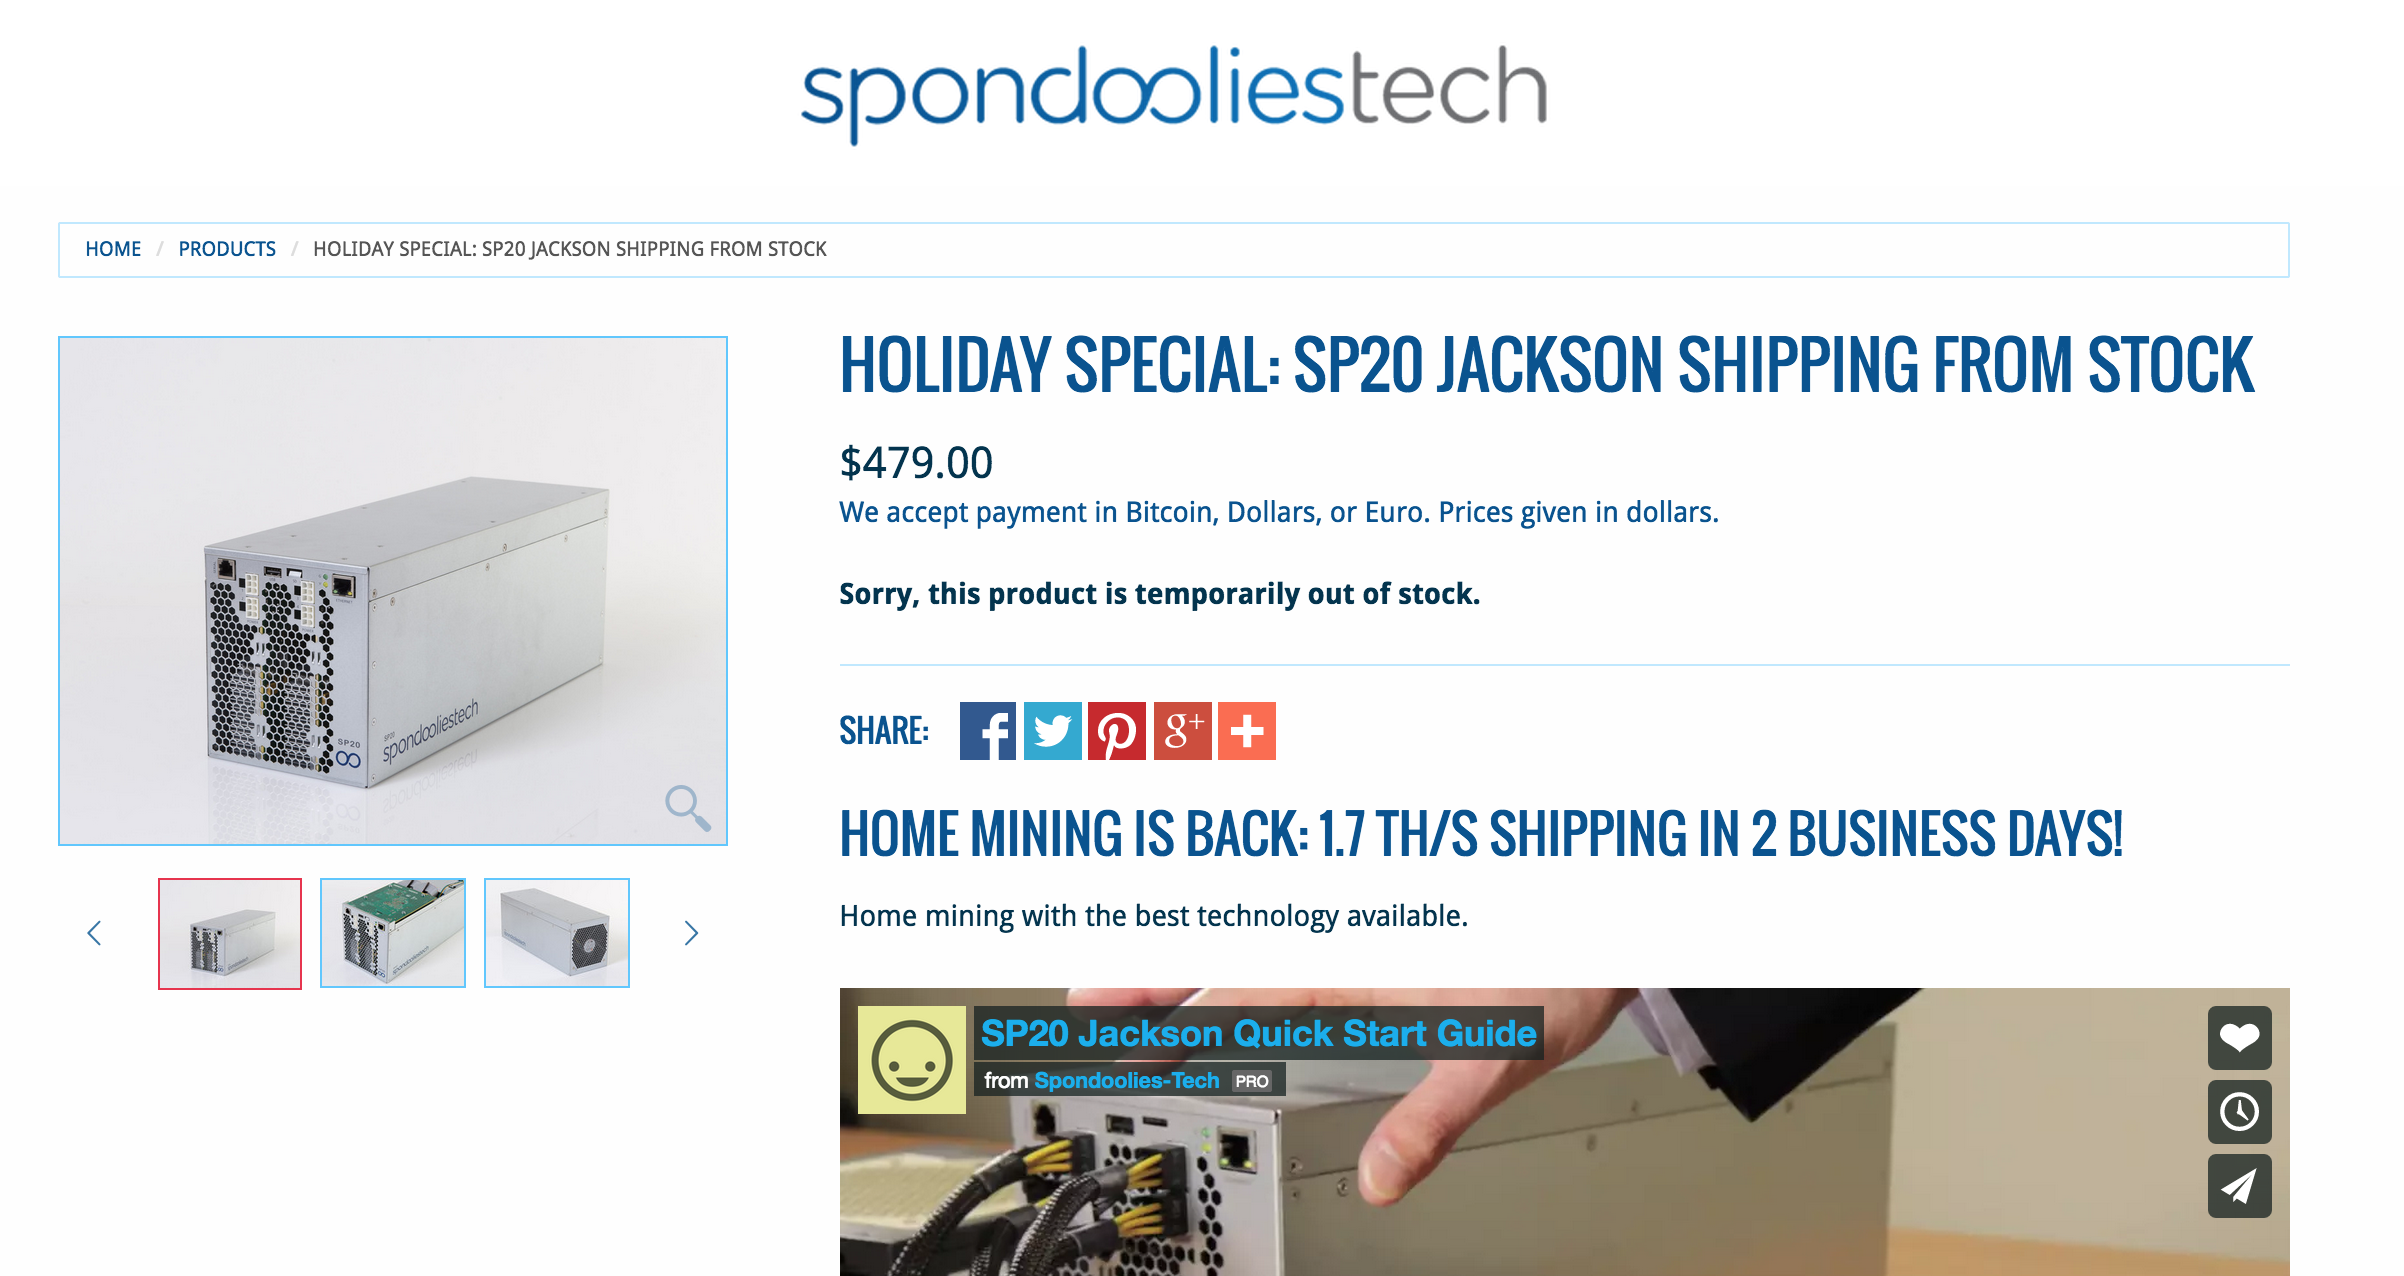 spondooliestech
HOME / PRODUCTS / HOLIDAY SPECIAL: SP20 JACKSON SHIPPING FROM STOCK
HOLIDAY SPECIAL: SP20 JACKSON SHIPPING FROM STOCK
$479.00
We accept payment in Bitcoin, Dollars, or Euro. Prices given in dollars.
Sorry, this product is temporarily out of stock.
SP20
SP20
spondooliestech
SHARE:
f
g+
HOME MINING IS BACK: 1.7 TH/S SHIPPING IN 2 BUSINESS DAYS!
Home mining with the best technology available.
SP20 Jackson Quick Start Guide
from Spondoolies-Tech PRO